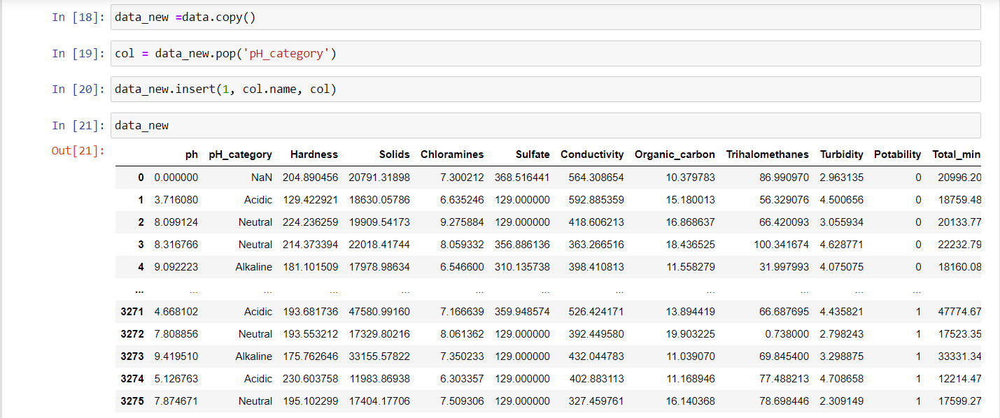 In [18]: data_new =data.copy()
In [19]: col = data_new.pop('pH_category')
In [20]: data_new.insert(1, col.name, col)
In [21]: data_new
Out[21]:
ph pH_category Hardness Solids Chloramines Sulfate Conductivity Organic_carbon Trihalomethanes Turbidity Potability Total_min
0 0.000000 NaN 204.890456 20791.31898 7.300212 368.516441 564.308654 10.379783 86.990970 2.963135 0 20996.20
1 3.716080 Acidic 129.422921 18630.05786 6.635246 129.000000 592.885359 15.180013 56.329076 4.500656 0 18759.48
2 8.099124 Neutral 224.236259 19909.54173 9.275884 129.000000 418.606213 16.868637 66.420093 3.055934 0 20133.77
3 8.316766 Neutral 214.373394 22018.41744 8.059332 356.886136 363.266516 18.436525 100.341674 4.628771 0 22232.79
4 9.092223 Alkaline 181.101509 17978.98634 6.546600 310.135738 398.410813 11.558279 31.997993 4.075075 0 18160.08
... ... ... ... ... ... ... ... ... ... ... ...
3271 4.668102 Acidic 193.681736 47580.99160 7.166639 359.948574 526.424171 13.894419 66.687695 4.435821 1 47774.67
3272 7.808856 Neutral 193.553212 17329.80216 8.061362 129.000000 392.449580 19.903225 0.738000 2.798243 1 17523.35
3273 9.419510 Alkaline 175.762646 33155.57822 7.350233 129.000000 432.044783 11.039070 69.845400 3.298875 1 33331.34
3274 5.126763 Acidic 230.603758 11983.86938 6.303357 129.000000 402.883113 11.168946 77.488213 4.708658 1 12214.47
3275 7.874671 Neutral 195.102299 17404.17706 7.509306 129.000000 327.459761 16.140368 78.698446 2.309149 1 17599.27